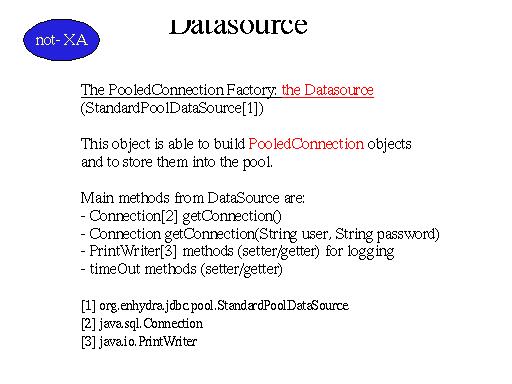 Datasource
not- XA
The PooledConnection Factory: the Datasource
(StandardPoolDataSource[1])
This object is able to build PooledConnection objects
and to store them into the pool.
Main methods from DataSource are:
- Connection[2] getConnection()
- Connection getConnection(String user, String password)
- PrintWriter[3] methods (setter/getter) for logging
- timeOut methods (setter/getter)
[1] org.enhydra.jdbc.pool.StandardPoolDataSource
[2] java.sql.Connection
[3] java.io.PrintWriter